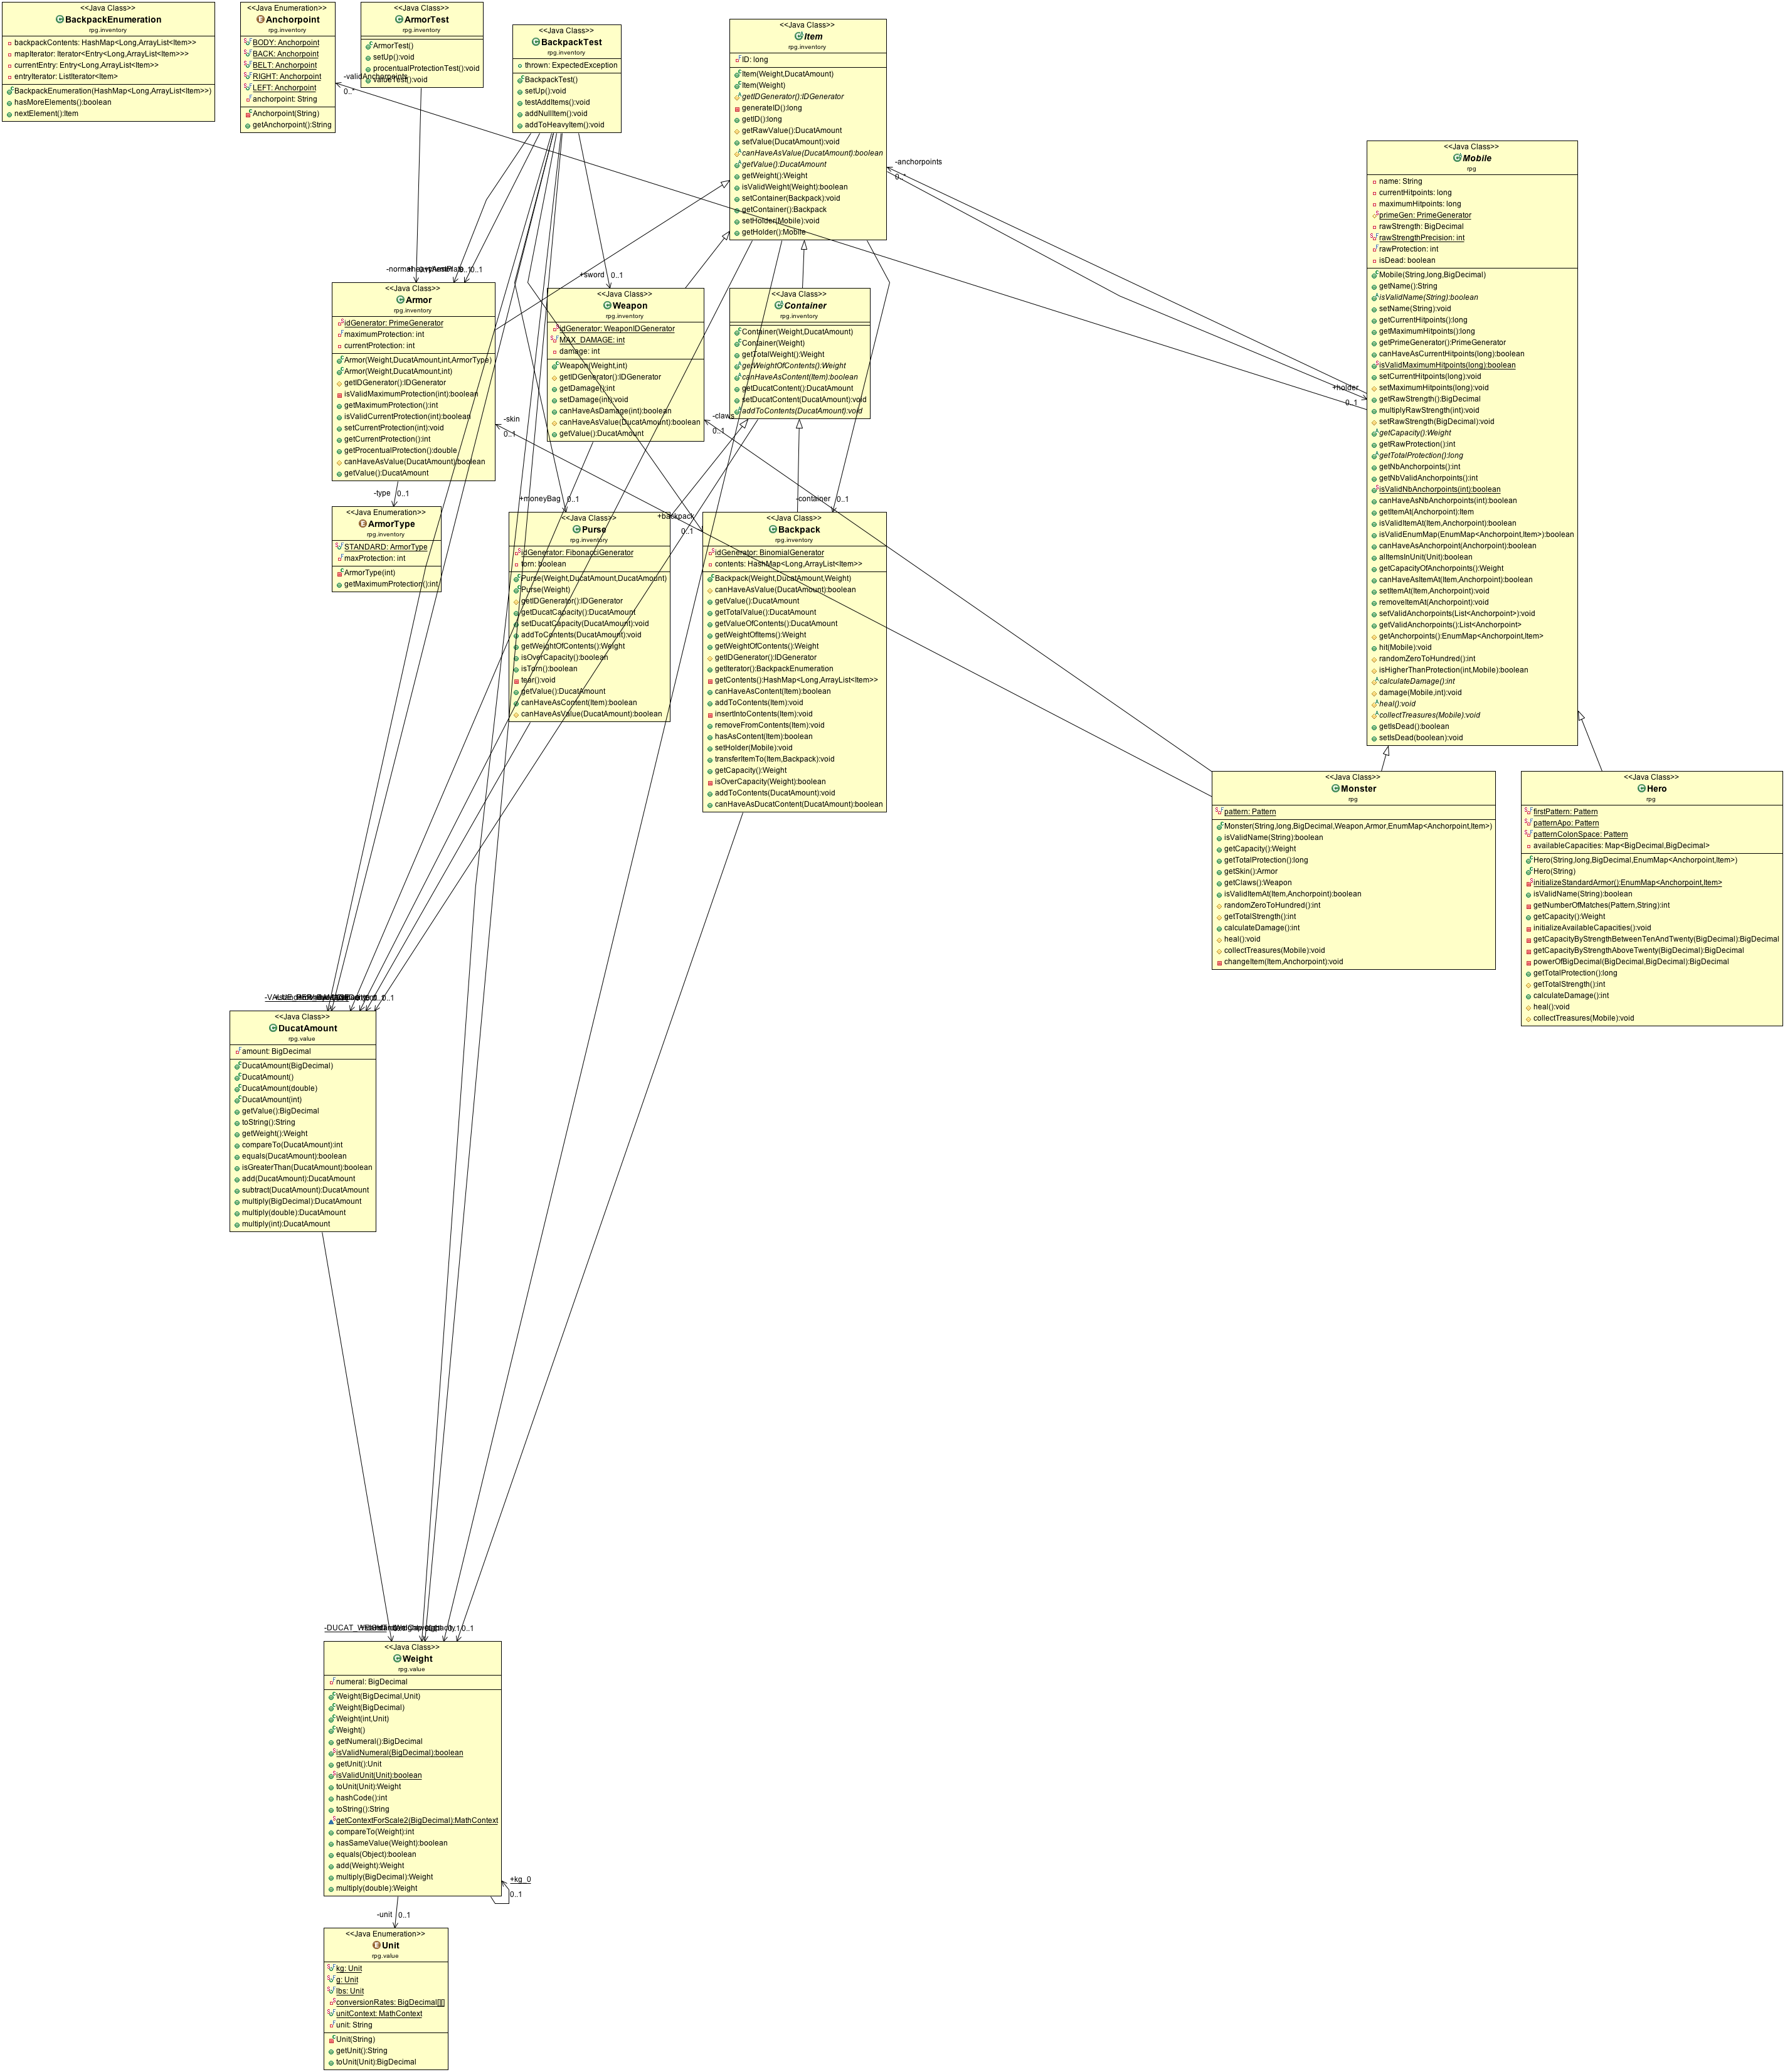 <<Java Class>>
BackpackEnumeration
rpg.inventory
backpackContents: HashMap<Long,ArrayList<Item>>
mapIterator: Iterator<Entry<Long,ArrayList<Item>>>
currentEntry: Entry<Long,ArrayList<Item>>
entryIterator: ListIterator<Item>
BackpackEnumeration(HashMap<Long,ArrayList<Item>>)
hasMoreElements():boolean
nextElement():Item
<<Java Enumeration>>
Anchorpoint
rpg.inventory
BODY: Anchorpoint
BACK: Anchorpoint
BELT: Anchorpoint
RIGHT: Anchorpoint
LEFT: Anchorpoint
anchorpoint: String
Anchorpoint(String)
getAnchorpoint():String
<<Java Class>>
ArmorTest
rpg.inventory
ArmorTest()
setUp():void
procentualProtectionTest():void
valueTest():void
-validAnchorpoints
0..*
<<Java Class>>
BackpackTest
rpg.inventory
thrown: ExpectedException
BackpackTest()
setUp():void
testAddItems():void
addNullItem():void
addToHeavyItem():void
<<Java Class>>
Item
rpg.inventory
ID: long
Item(Weight,DucatAmount)
Item(Weight)
getIDGenerator():IDGenerator
generateID():long
getID():long
getRawValue():DucatAmount
setValue(DucatAmount):void
canHaveAsValue(DucatAmount):boolean
getValue():DucatAmount
getWeight():Weight
isValidWeight(Weight):boolean
setContainer(Backpack):void
getContainer():Backpack
setHolder(Mobile):void
getHolder():Mobile
-anchorpoints
0..*
<<Java Class>>
Mobile
rpg
name: String
currentHitpoints: long
maximumHitpoints: long
primeGen: PrimeGenerator
rawStrength: BigDecimal
rawStrengthPrecision: int
rawProtection: int
isDead: boolean
Mobile(String,long,BigDecimal)
getName():String
isValidName(String):boolean
setName(String):void
getCurrentHitpoints():long
getMaximumHitpoints():long
getPrimeGenerator():PrimeGenerator
canHaveAsCurrentHitpoints(long):boolean
isValidMaximumHitpoints(long):boolean
setCurrentHitpoints(long):void
setMaximumHitpoints(long):void
getRawStrength():BigDecimal
multiplyRawStrength(int):void
setRawStrength(BigDecimal):void
getCapacity():Weight
getRawProtection():int
getTotalProtection():long
getNbAnchorpoints():int
getNbValidAnchorpoints():int
isValidNbAnchorpoints(int):boolean
canHaveAsNbAnchorpoints(int):boolean
getItemAt(Anchorpoint):Item
isValidItemAt(Item,Anchorpoint):boolean
isValidEnumMap(EnumMap<Anchorpoint,Item>):boolean
canHaveAsAnchorpoint(Anchorpoint):boolean
allItemsInUnit(Unit):boolean
getCapacityOfAnchorpoints():Weight
canHaveAsItemAt(Item,Anchorpoint):boolean
setItemAt(Item,Anchorpoint):void
removeItemAt(Anchorpoint):void
setValidAnchorpoints(List<Anchorpoint>):void
getValidAnchorpoints():List<Anchorpoint>
getAnchorpoints():EnumMap<Anchorpoint,Item>
hit(Mobile):void
randomZeroToHundred():int
isHigherThanProtection(int,Mobile):boolean
calculateDamage():int
damage(Mobile,int):void
heal():void
collectTreasures(Mobile):void
getIsDead():boolean
setIsDead(boolean):void
+holder
0..1
+sword
0..1
0..1
<<Java Class>>
Armor
rpg.inventory
idGenerator: PrimeGenerator
maximumProtection: int
currentProtection: int
Armor(Weight,DucatAmount,int,ArmorType)
Armor(Weight,DucatAmount,int)
getIDGenerator():IDGenerator
isValidMaximumProtection(int):boolean
getMaximumProtection():int
isValidCurrentProtection(int):boolean
setCurrentProtection(int):void
getCurrentProtection():int
getProcentualProtection():double
canHaveAsValue(DucatAmount):boolean
getValue():DucatAmount
<<Java Class>>
Weapon
rpg.inventory
idGenerator: WeaponIDGenerator
MAX_DAMAGE: int
damage: int
Weapon(Weight,int)
getIDGenerator():IDGenerator
getDamage():int
setDamage(int):void
canHaveAsDamage(int):boolean
canHaveAsValue(DucatAmount):boolean
getValue():DucatAmount
<<Java Class>>
Container
rpg.inventory
Container(Weight,DucatAmount)
Container(Weight)
getTotalWeight():Weight
getWeightOfContents():Weight
canHaveAsContent(Item):boolean
getDucatContent():DucatAmount
setDucatContent(DucatAmount):void
addToContents(DucatAmount):void
-skin
0..1
-claws
0..1
-type
0..1
<<Java Enumeration>>
ArmorType
rpg.inventory
STANDARD: ArmorType
maxProtection: int
ArmorType(int)
getMaximumProtection():int
+moneyBag
0..1
<<Java Class>>
Purse
rpg.inventory
idGenerator: FibonacciGenerator
torn: boolean
Purse(Weight,DucatAmount,DucatAmount)
Purse(Weight)
getIDGenerator():IDGenerator
getDucatCapacity():DucatAmount
setDucatCapacity(DucatAmount):void
addToContents(DucatAmount):void
getWeightOfContents():Weight
isOverCapacity():boolean
isTorn():boolean
tear():void
getValue():DucatAmount
canHaveAsContent(Item):boolean
canHaveAsValue(DucatAmount):boolean
+backpack
0..1
-container
0..1
<<Java Class>>
Backpack
rpg.inventory
idGenerator: BinomialGenerator
contents: HashMap<Long,ArrayList<Item>>
Backpack(Weight,DucatAmount,Weight)
canHaveAsValue(DucatAmount):boolean
getValue():DucatAmount
getTotalValue():DucatAmount
getValueOfContents():DucatAmount
getWeightOfItems():Weight
getWeightOfContents():Weight
getIDGenerator():IDGenerator
getIterator():BackpackEnumeration
getContents():HashMap<Long,ArrayList<Item>>
canHaveAsContent(Item):boolean
addToContents(Item):void
insertIntoContents(Item):void
removeFromContents(Item):void
hasAsContent(Item):boolean
setHolder(Mobile):void
transferItemTo(Item,Backpack):void
getCapacity():Weight
isOverCapacity(Weight):boolean
addToContents(DucatAmount):void
canHaveAsDucatContent(DucatAmount):boolean
<<Java Class>>
Monster
rpg
pattern: Pattern
Monster(String,long,BigDecimal,Weapon,Armor,EnumMap<Anchorpoint,Item>)
isValidName(String):boolean
getCapacity():Weight
getTotalProtection():long
getSkin():Armor
getClaws():Weapon
isValidItemAt(Item,Anchorpoint):boolean
randomZeroToHundred():int
getTotalStrength():int
calculateDamage():int
heal():void
collectTreasures(Mobile):void
changeItem(Item,Anchorpoint):void
<<Java Class>>
Hero
rpg
firstPattern: Pattern
patternApo: Pattern
patternColonSpace: Pattern
availableCapacities: Map<BigDecimal,BigDecimal>
Hero(String,long,BigDecimal,EnumMap<Anchorpoint,Item>)
Hero(String)
initializeStandardArmor():EnumMap<Anchorpoint,Item>
isValidName(String):boolean
getNumberOfMatches(Pattern,String):int
getCapacity():Weight
initializeAvailableCapacities():void
getCapacityByStrengthBetweenTenAndTwenty(BigDecimal):BigDecimal
getCapacityByStrengthAboveTwenty(BigDecimal):BigDecimal
powerOfBigDecimal(BigDecimal,BigDecimal):BigDecimal
getTotalProtection():long
getTotalStrength():int
calculateDamage():int
heal():void
collectTreasures(Mobile):void
0..1
<<Java Class>>
DucatAmount
rpg.value
amount: BigDecimal
DucatAmount(BigDecimal)
DucatAmount()
DucatAmount(double)
DucatAmount(int)
getValue():BigDecimal
toString():String
getWeight():Weight
compareTo(DucatAmount):int
equals(DucatAmount):boolean
isGreaterThan(DucatAmount):boolean
add(DucatAmount):DucatAmount
subtract(DucatAmount):DucatAmount
multiply(BigDecimal):DucatAmount
multiply(double):DucatAmount
multiply(int):DucatAmount
0..1
<<Java Class>>
Weight
rpg.value
numeral: BigDecimal
Weight(BigDecimal,Unit)
Weight(BigDecimal)
Weight(int,Unit)
Weight()
getNumeral():BigDecimal
isValidNumeral(BigDecimal):boolean
getUnit():Unit
isValidUnit(Unit):boolean
toUnit(Unit):Weight
hashCode():int
toString():String
getContextForScale2(BigDecimal):MathContext
compareTo(Weight):int
hasSameValue(Weight):boolean
equals(Object):boolean
add(Weight):Weight
multiply(BigDecimal):Weight
multiply(double):Weight
+kg_0
0..1
-unit
0..1
<<Java Enumeration>>
Unit
rpg.value
kg: Unit
g: Unit
lbs: Unit
conversionRates: BigDecimal[][]
unitContext: MathContext
unit: String
Unit(String)
getUnit():String
toUnit(Unit):BigDecimal